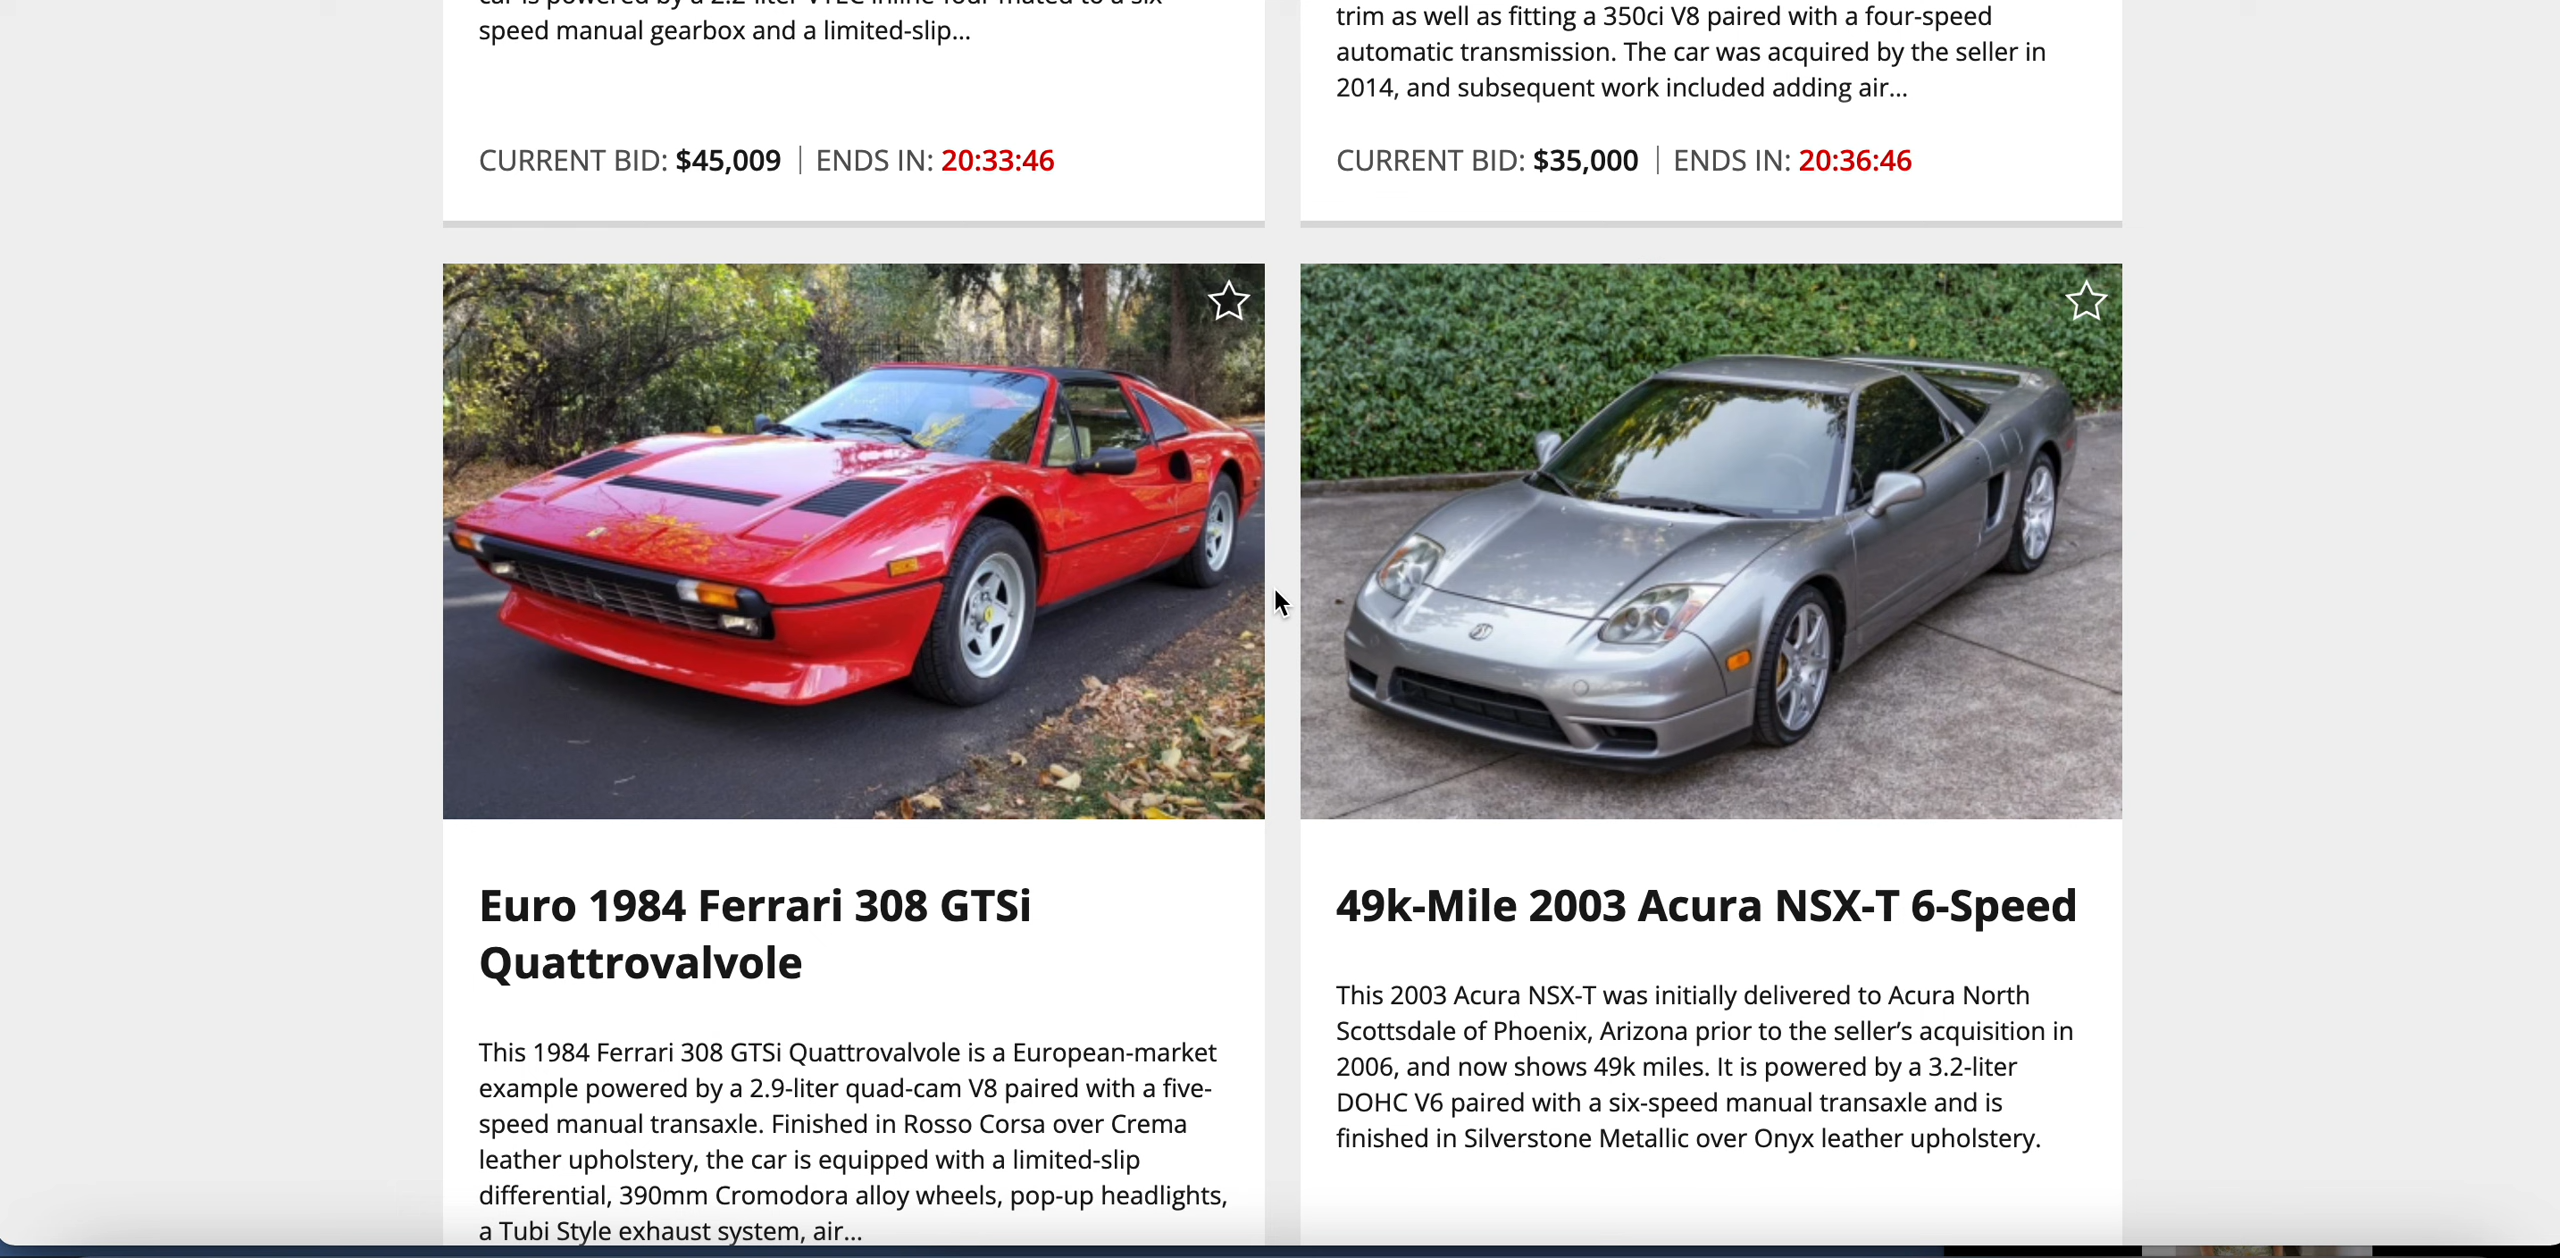 speed manual gearbox and a limited-slip...
CURRENT BID: $45,009 | ENDS IN: 20:33:46
trim as well as fitting a 350ci V8 paired with a four-speed
automatic transmission. The car was acquired by the seller in
2014, and subsequent work included adding air...
CURRENT BID: $35,000 | ENDS IN: 20:36:46
Euro 1984 Ferrari 308 GTSi
Quattrovalvole
This 1984 Ferrari 308 GTSi Quattrovalvole is a European-market
example powered by a 2.9-liter quad-cam V8 paired with a five-
speed manual transaxle. Finished in Rosso Corsa over Crema
leather upholstery, the car is equipped with a limited-slip
differential, 390mm Cromodora alloy wheels, pop-up headlights,
a Tubi Style exhaust system, air...
49k-Mile 2003 Acura NSX-T 6-Speed
This 2003 Acura NSX-T was initially delivered to Acura North
Scottsdale of Phoenix, Arizona prior to the seller’s acquisition in
2006, and now shows 49k miles. It is powered by a 3.2-liter
DOHC V6 paired with a six-speed manual transaxle and is
finished in Silverstone Metallic over Onyx leather upholstery.